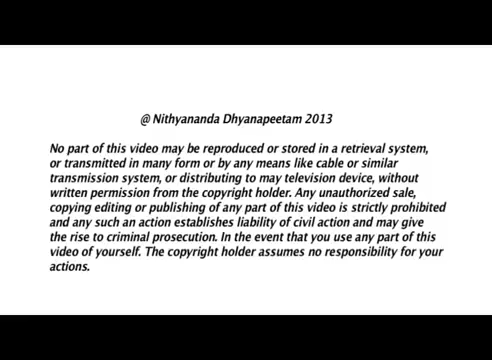 @ Nithyananda Dhyanapeetam 2013
No part of this video may be reproduced or stored in a retrieval system,
or transmitted in many form or by any means like cable or similar
transmission system, or distributing to may television device, without
written permission from the copyright holder. Any unauthorized sale,
copying editing or publishing of any part of this video is strictly prohibited
and any such an action establishes liability of civil action and may give
the rise to criminal prosecution. In the event that you use any part of this
video of yourself. The copyright holder assumes no responsibility for your
actions.